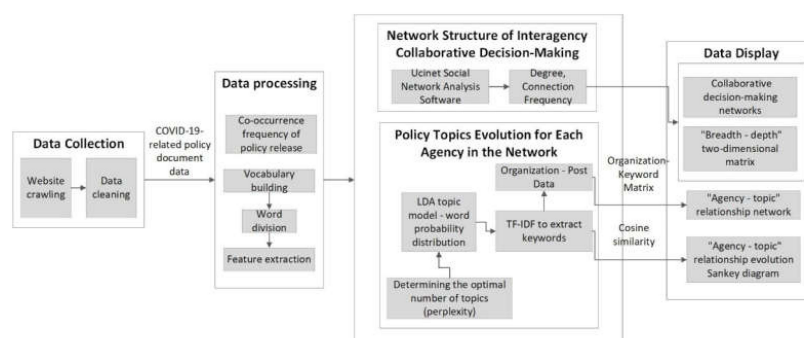 Data Collection
Website
crawling
Data
cleaning
COVID-19-
related policy
document
data
Data processing
Co-occurrence
frequency of
policy release
Vocabulary
building
Word
division
Feature extraction
Network Structure of Interagency
Collaborative Decision-Making
Ucinet Social
Network Analysis
Software
Degree,
Connection
Frequency
Policy Topics Evolution for Each
Agency in the Network
Organization - Post
Data
LDA topic
model - word
probability
distribution
TF-IDF to extract
keywords
Determining the optimal
number of topics
(perplexity)
Organization-
Keyword
Matrix
Cosine
similarity
Data Display
Collaborative
decision-making
networks
"Breadth - depth"
two-dimensional
matrix
"Agency - topic"
relationship network
"Agency - topic"
relationship evolution
Sankey diagram